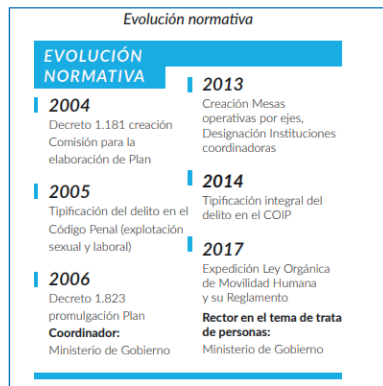 Evolución normativa
EVOLUCIÓN
NORMATIVA
2004
Decreto 1.181 creación
Comisión para la
elaboración de Plan
2005
Tipificación del delito en el
Código Penal (explotación
sexual y laboral)
2006
Decreto 1.823
promulgación Plan
Coordinador:
Ministerio de Gobierno
2013
Creación Mesas
operativas por ejes,
Designación Instituciones
coordinadoras
2014
Tipificación integral del
delito en el COIP
2017
Expedición Ley Orgánica
de Movilidad Humana
y su Reglamento
Rector en el tema de trata
de personas:
Ministerio de Gobierno